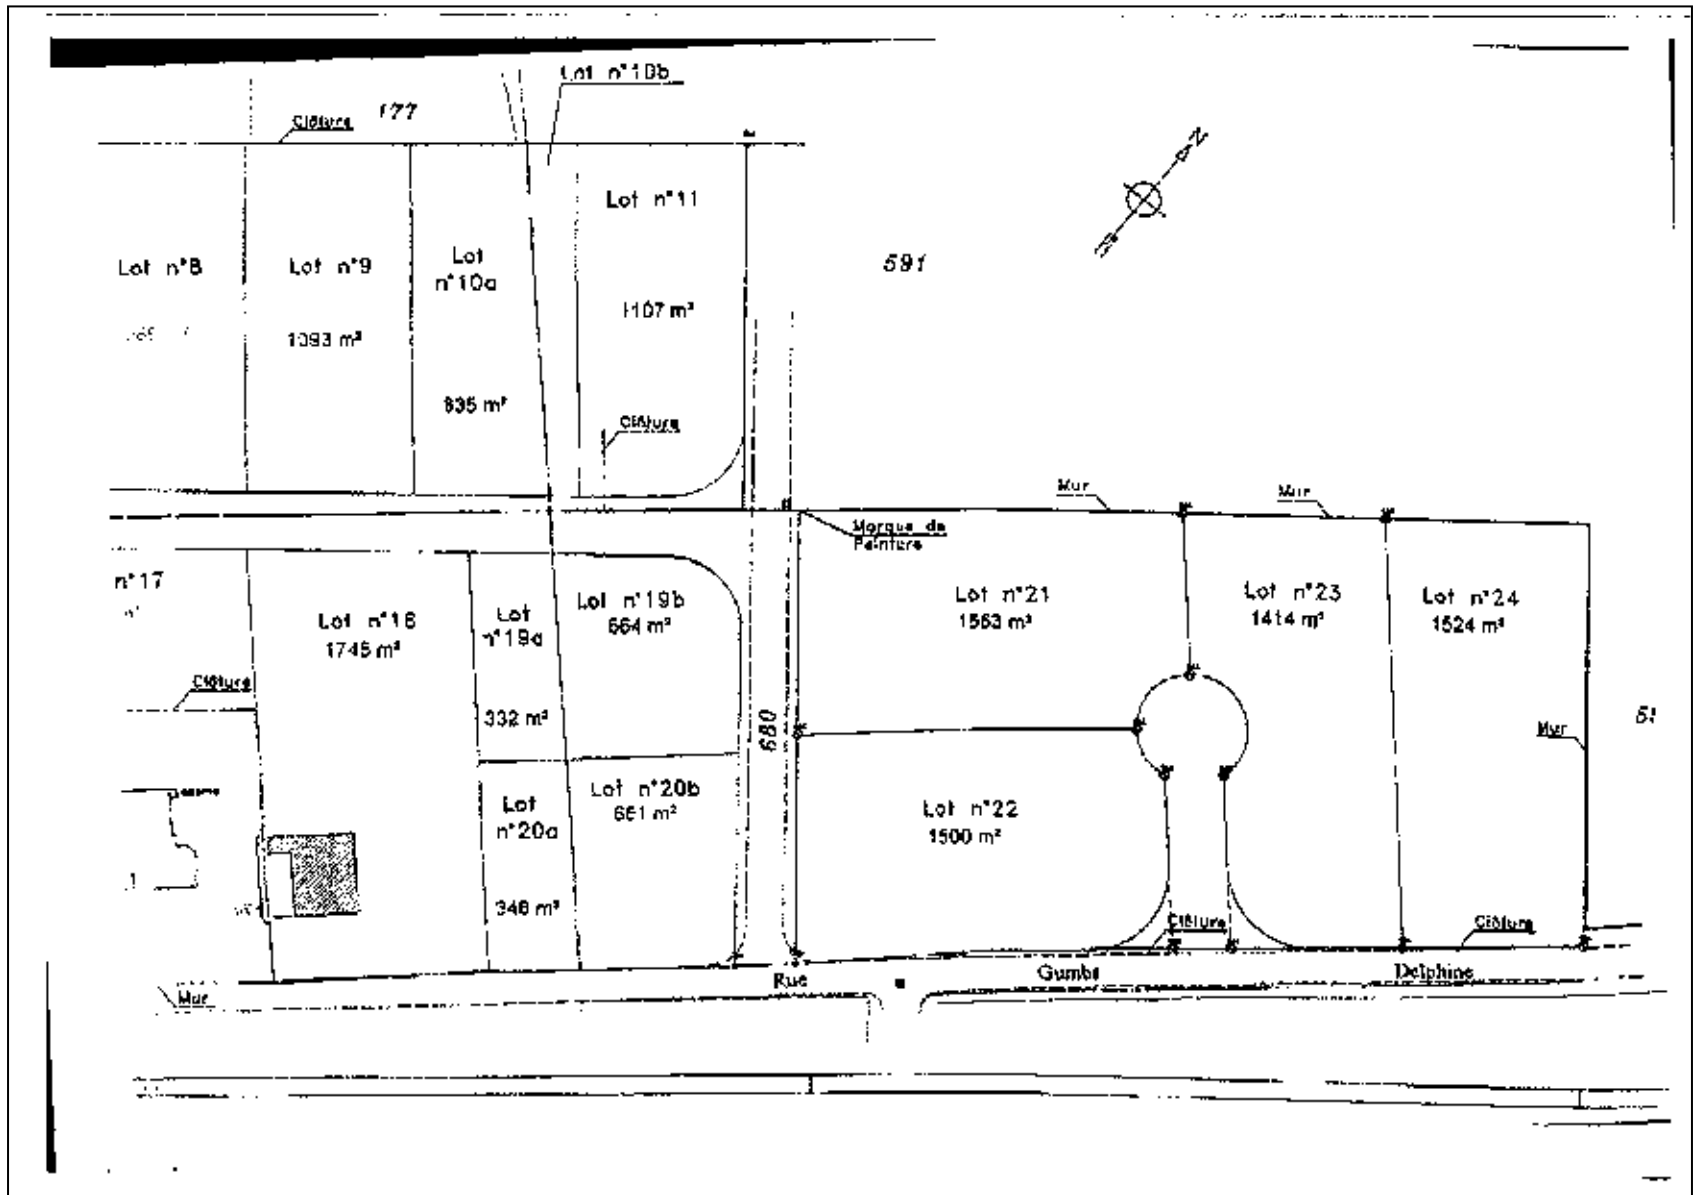 Lot n°10b
177
Clôture
Lot n°11
Lot n°8
Lot n°9
Lot
n°10a
591
N
S
1107 m²
1093 m²
835 m²
Clôture
Mur
Mur
Marque de
Peinture
n°17
Lot n°18
1745 m²
Lot
n°19a
Lot n°19b
664 m²
Lot n°21
1563 m²
Lot n°23
1414 m²
Lot n°24
1524 m²
Clôture
332 m²
680
Mur
Lot
n°20a
Lot n°20b
661 m²
Lot n°22
1500 m²
346 m²
Clôture
Clôture
Rue Gumbs Delphine
Mur